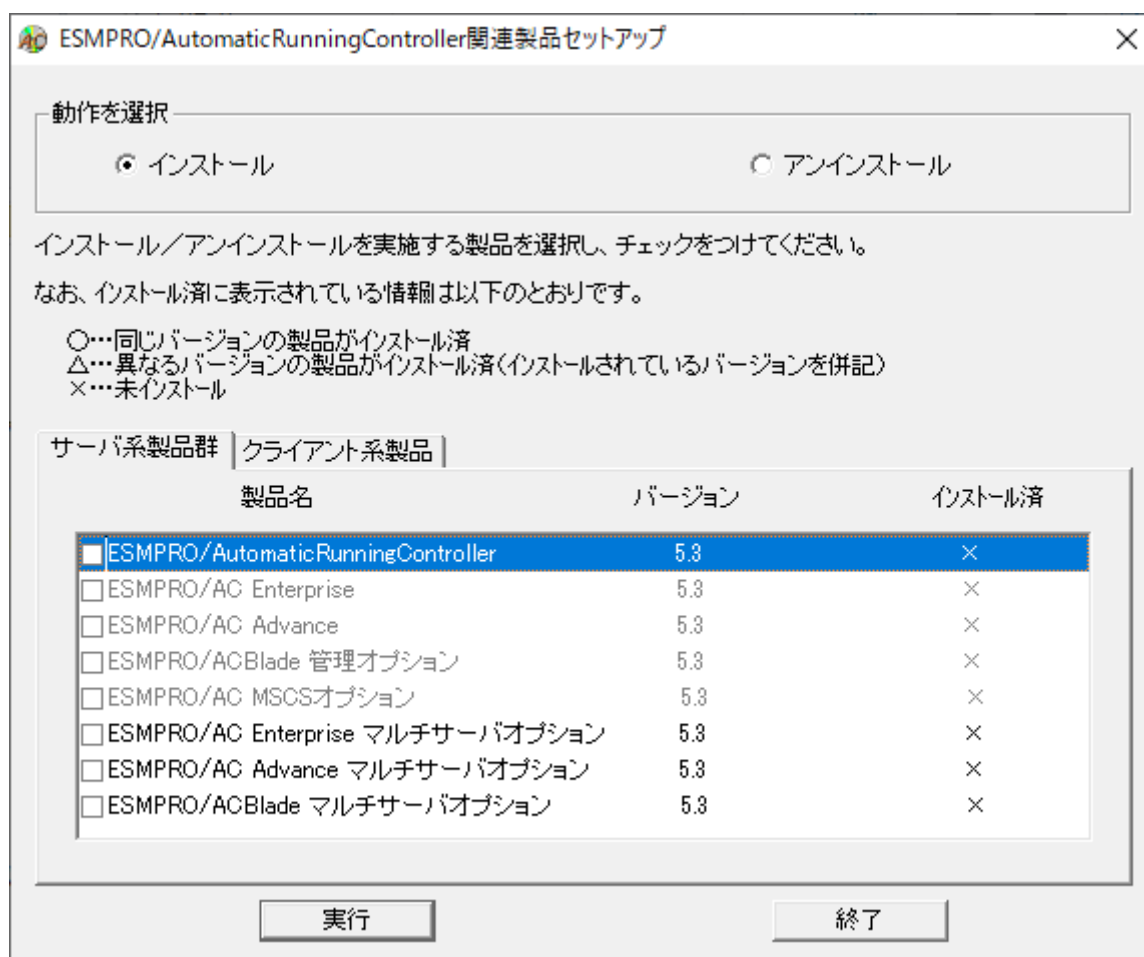 ESMPRO/AutomaticRunningController関連製品セットアップ
動作を選択
インストール アンインストール
インストール/アンインストールを実施する製品を選択し、チェックをつけてください。
なお、インストール済に表示されている情報は以下のとおりです。
○…同じバージョンの製品がインストール済
△…異なるバージョンの製品がインストール済(インストールされているバージョンを併記)
×…未インストール
サーバ系製品群 クライアント系製品
製品名 バージョン インストール済
ESMPRO/AutomaticRunningController 5.3 ×
ESMPRO/AC Enterprise 5.3 ×
ESMPRO/AC Advance 5.3 ×
ESMPRO/ACBlade 管理オプション 5.3 ×
ESMPRO/AC MSCSオプション 5.3 ×
ESMPRO/AC Enterprise マルチサーバオプション 5.3 ×
ESMPRO/AC Advance マルチサーバオプション 5.3 ×
ESMPRO/ACBlade マルチサーバオプション 5.3 ×
実行 終了